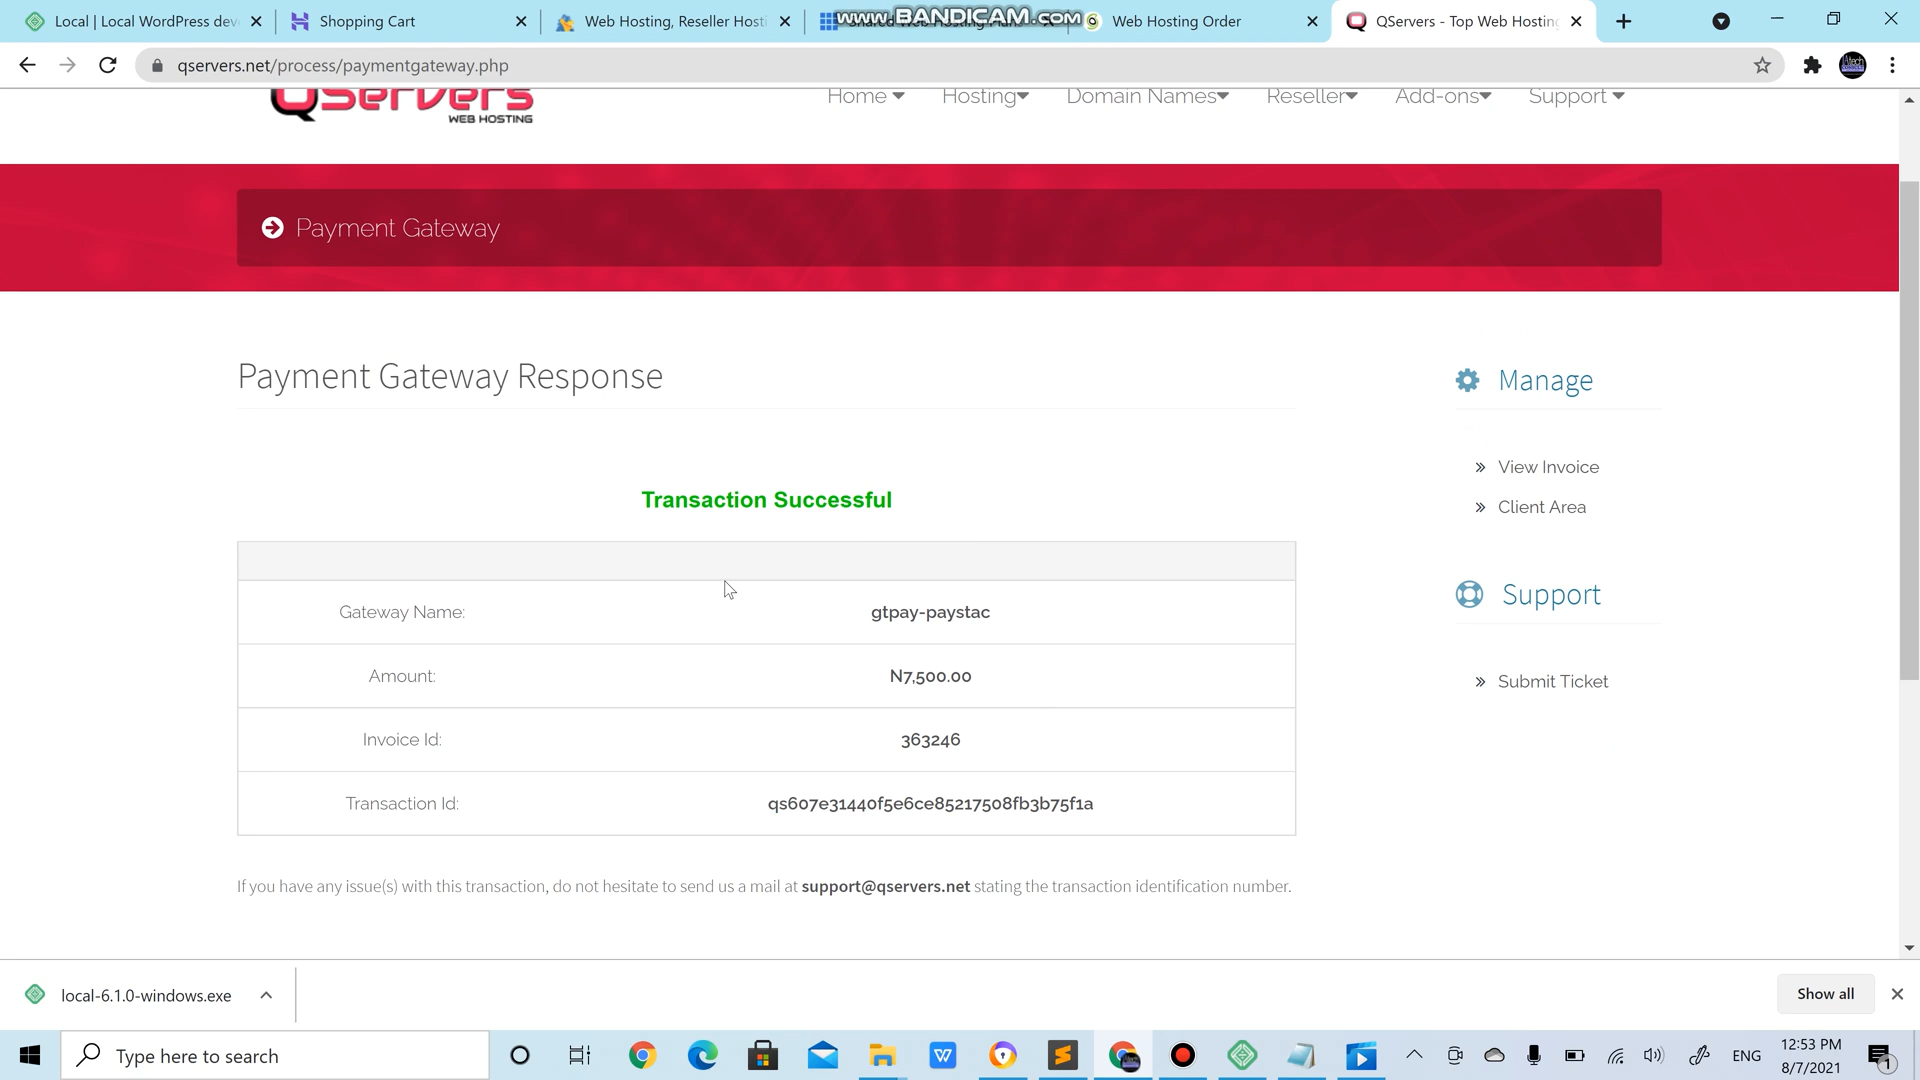 Local | Local WordPress dev
Shopping Cart
Web Hosting, Reseller Hosti
www.BANDICAM.com
Web Hosting Order
QServers - Top Web Hosting
qservers.net/process/paymentgateway.php
QServers
WEB HOSTING
Home
Hosting
Domain Names
Reseller
Add-ons
Support
Payment Gateway
Payment Gateway Response
Manage
View Invoice
Client Area
Transaction Successful
Gateway Name: gtpay-paystac
Amount: N7,500.00
Invoice Id: 363246
Transaction Id: qs607e31440f5e6ce85217508fb3b75f1a
Support
Submit Ticket
If you have any issue(s) with this transaction, do not hesitate to send us a mail at support@qservers.net stating the transaction identification number.
local-6.1.0-windows.exe
Show all
Type here to search
ENG
12:53 PM
8/7/2021
1